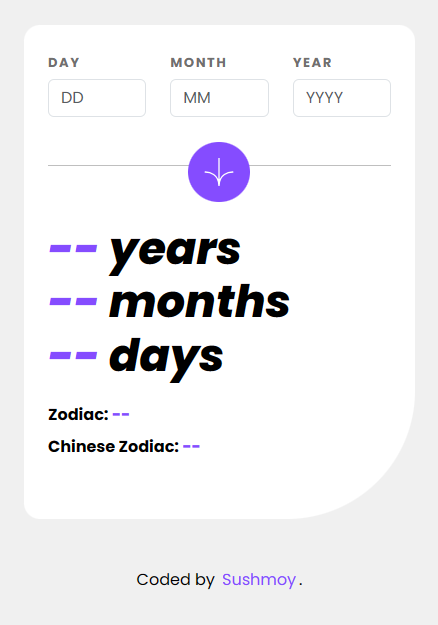 DAY MONTH YEAR
DD MM YYYY
-- years
-- months
-- days
Zodiac: --
Chinese Zodiac: --
Coded by Sushmoy.